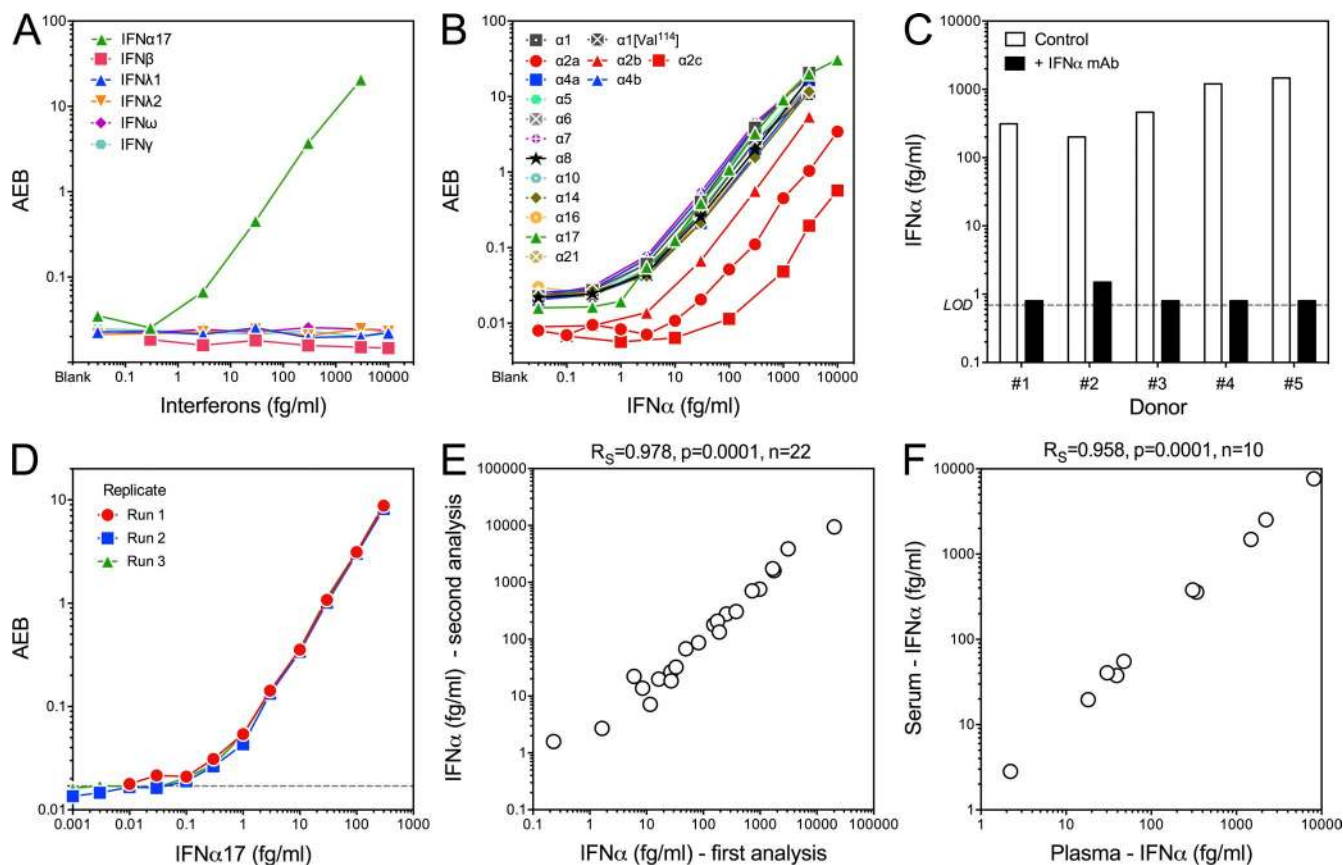 A
AEB
100
10
1
0.1
IFNα17
IFNβ
IFNλ1
IFNλ2
IFNω
IFNγ
Blank 0.1 1 10 100 1000 10000
Interferons (fg/ml)
B
AEB
100
10
1
0.1
0.01
α1 α1[Val114]
α2a α2b α2c
α4a α4b
α5
α6
α7
α8
α10
α14
α16
α17
α21
Blank 0.1 1 10 100 1000 10000
IFNα (fg/ml)
C
IFNα (fg/ml)
10000
1000
100
10
1
0.1
LOD
Control
+ IFNα mAb
#1 #2 #3 #4 #5
Donor
D
AEB
10
1
0.1
0.01
Replicate
Run 1
Run 2
Run 3
0.001 0.01 0.1 1 10 100 1000
IFNα17 (fg/ml)
E
RS=0.978, p=0.0001, n=22
IFNα (fg/ml) - second analysis
100000
10000
1000
100
10
1
0.1
0.1 1 10 100 1000 10000 100000
IFNα (fg/ml) - first analysis
F
RS=0.958, p=0.0001, n=10
Serum - IFNα (fg/ml)
10000
1000
100
10
1
1 10 100 1000 10000
Plasma - IFNα (fg/ml)